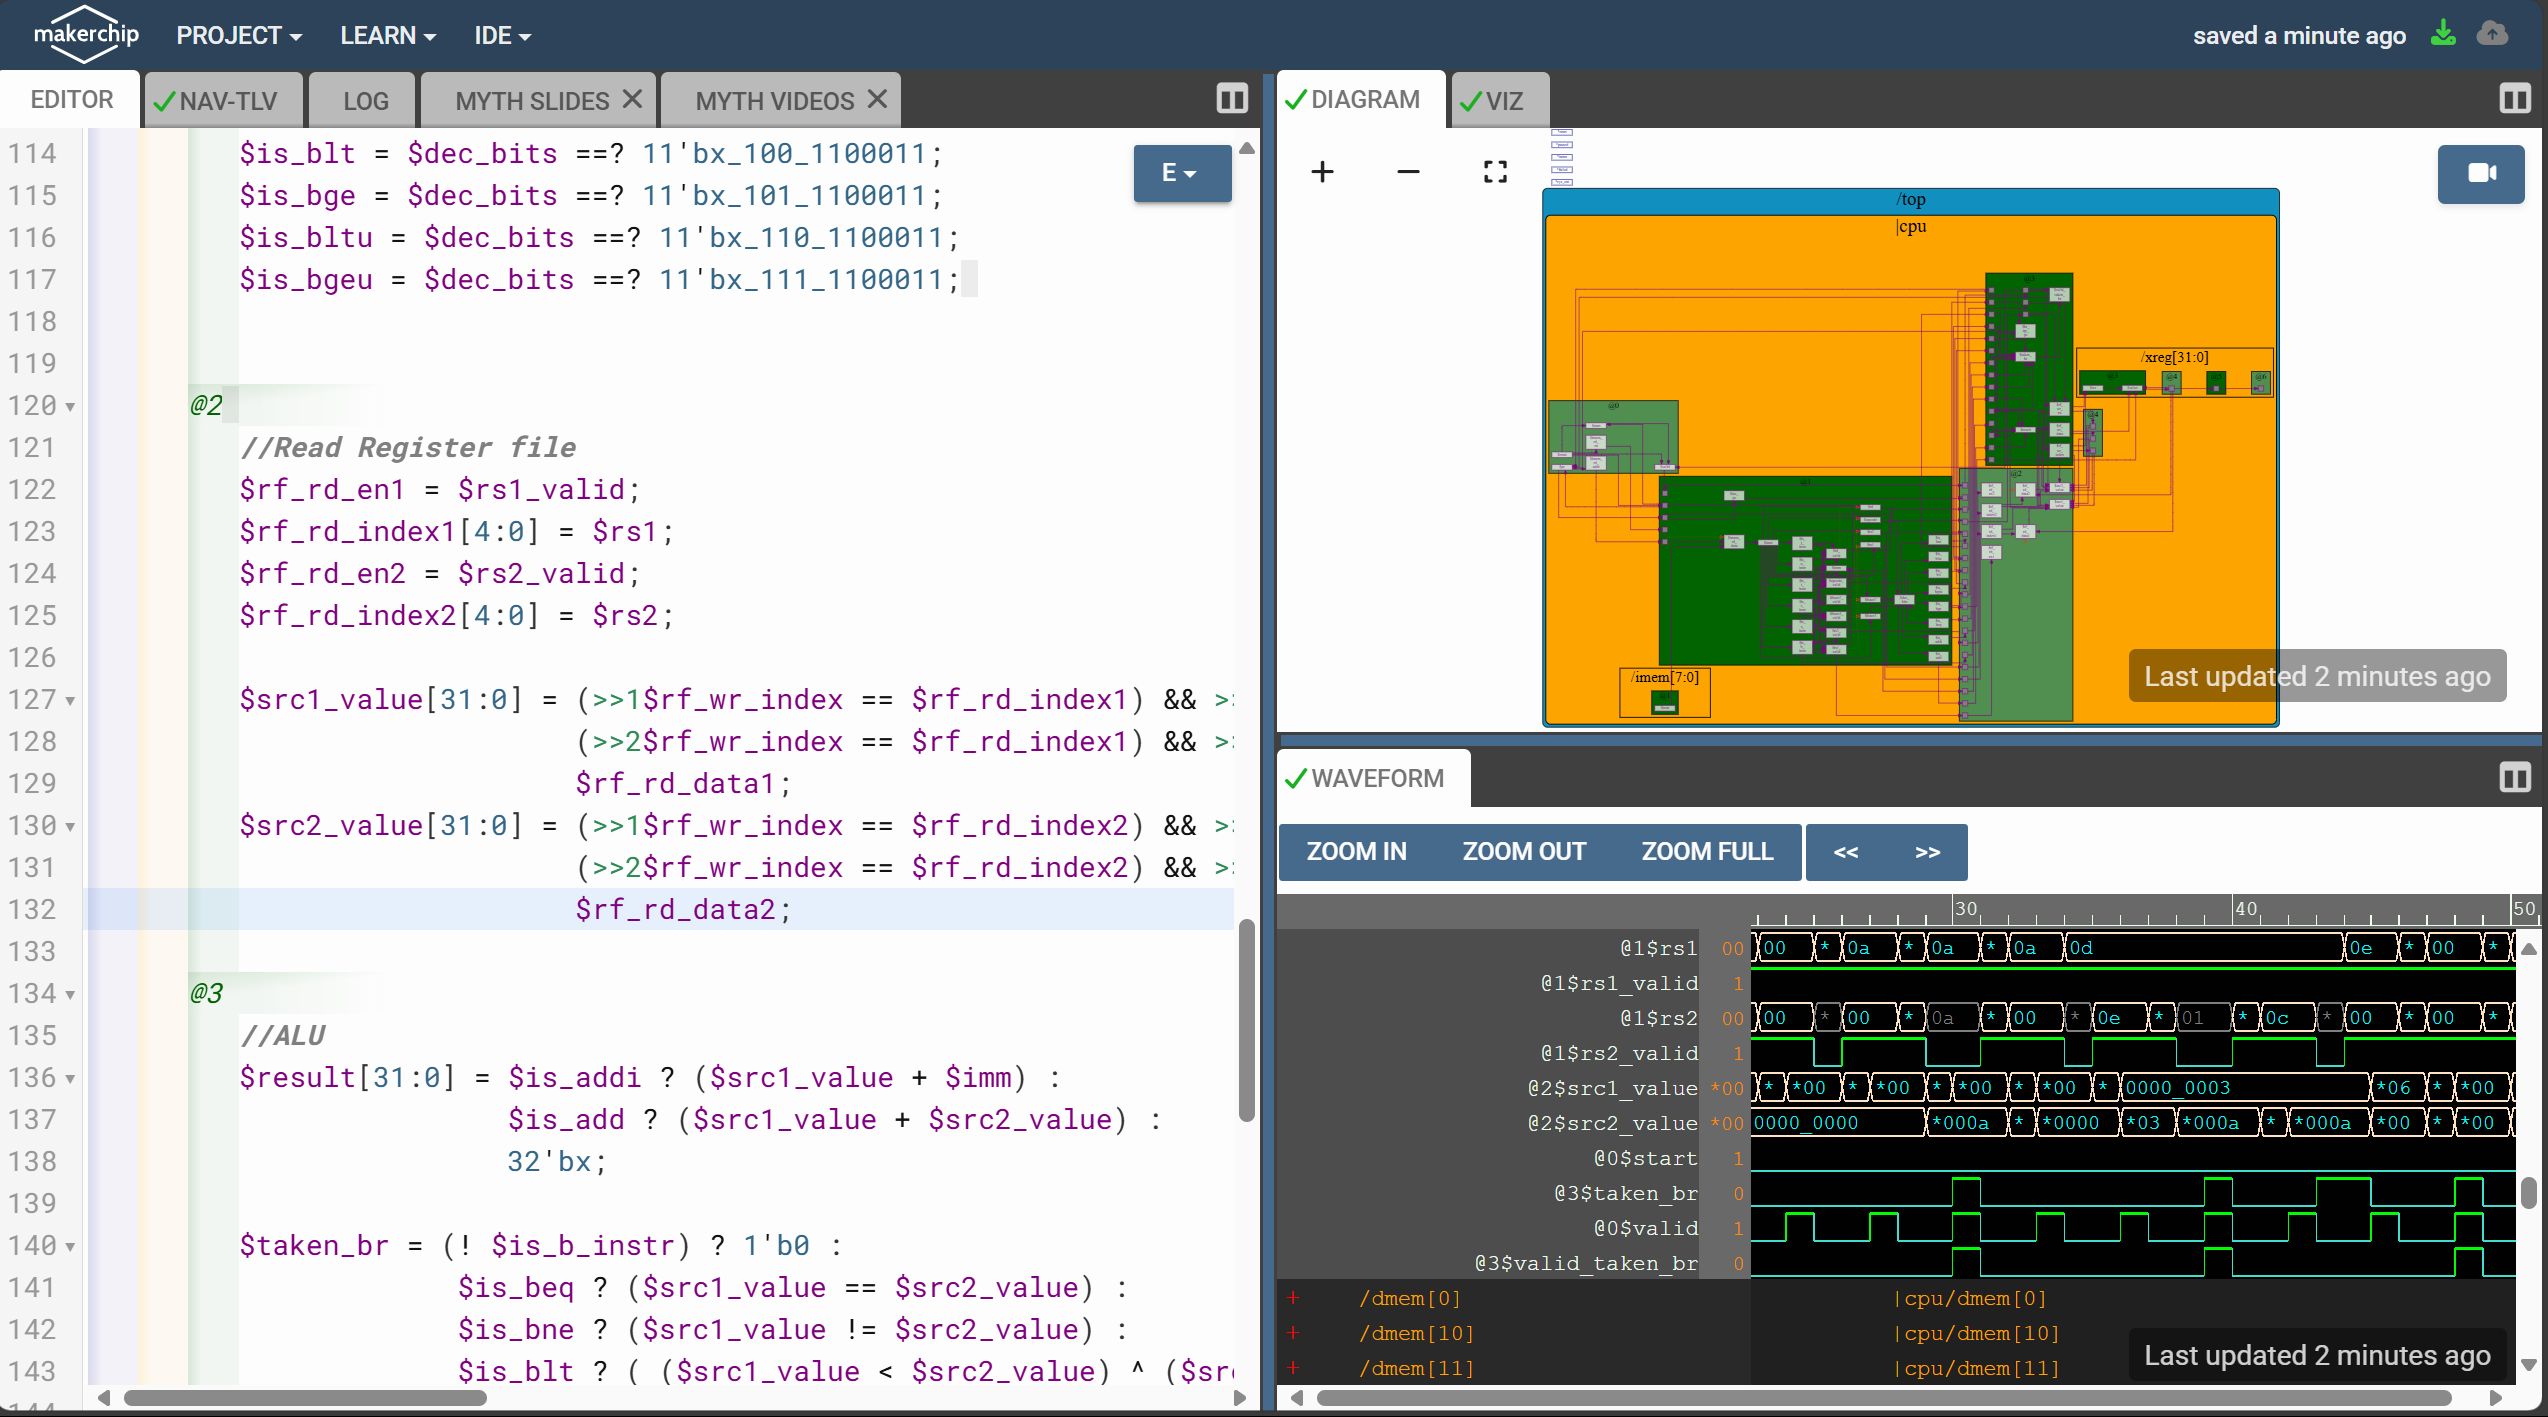 makerchip PROJECT LEARN IDE saved a minute ago
EDITOR NAV-TLV LOG MYTH SLIDES MYTH VIDEOS
114 $is_blt = $dec_bits ==? 11'bx_100_1100011;
115 $is_bge = $dec_bits ==? 11'bx_101_1100011;
116 $is_bltu = $dec_bits ==? 11'bx_110_1100011;
117 $is_bgeu = $dec_bits ==? 11'bx_111_1100011;
118
119
120 @2
121 //Read Register file
122 $rf_rd_en1 = $rs1_valid;
123 $rf_rd_index1[4:0] = $rs1;
124 $rf_rd_en2 = $rs2_valid;
125 $rf_rd_index2[4:0] = $rs2;
126
127 $src1_value[31:0] = (>>1$rf_wr_index == $rf_rd_index1) && >
128 (>>2$rf_wr_index == $rf_rd_index1) && >
129 $rf_rd_data1;
130 $src2_value[31:0] = (>>1$rf_wr_index == $rf_rd_index2) && >
131 (>>2$rf_wr_index == $rf_rd_index2) && >
132 $rf_rd_data2;
133
134 @3
135 //ALU
136 $result[31:0] = $is_addi ? ($src1_value + $imm) :
137 $is_add ? ($src1_value + $src2_value) :
138 32'bx;
139
140 $taken_br = (! $is_b_instr) ? 1'b0 :
141 $is_beq ? ($src1_value == $src2_value) :
142 $is_bne ? ($src1_value != $src2_value) :
143 $is_blt ? ( ($src1_value < $src2_value) ^ ($sr
E
DIAGRAM VIZ
+ −
/top
|cpu
/xreg[31:0]
/imem[7:0]
Last updated 2 minutes ago
WAVEFORM
ZOOM IN ZOOM OUT ZOOM FULL << >>
30 40 50
@1$rs1 00 00 * 0a * 0a * 0a 0d 0e * 00 *
@1$rs1_valid 1
@1$rs2 00 00 * 00 * 0a * 00 * 0e * 01 * 0c * 00 * 00 *
@1$rs2_valid 1
@2$src1_value *00 * *00 * *00 * *00 * *00 * 0000_0003 *06 * *00
@2$src2_value *00 0000_0000 *000a * *0000 *03 *000a * *000a *00 * *00
@0$start 1
@3$taken_br 0
@0$valid 1
@3$valid_taken_br 0
+ /dmem[0] |cpu/dmem[0]
+ /dmem[10] |cpu/dmem[10]
+ /dmem[11] |cpu/dmem[11]
Last updated 2 minutes ago